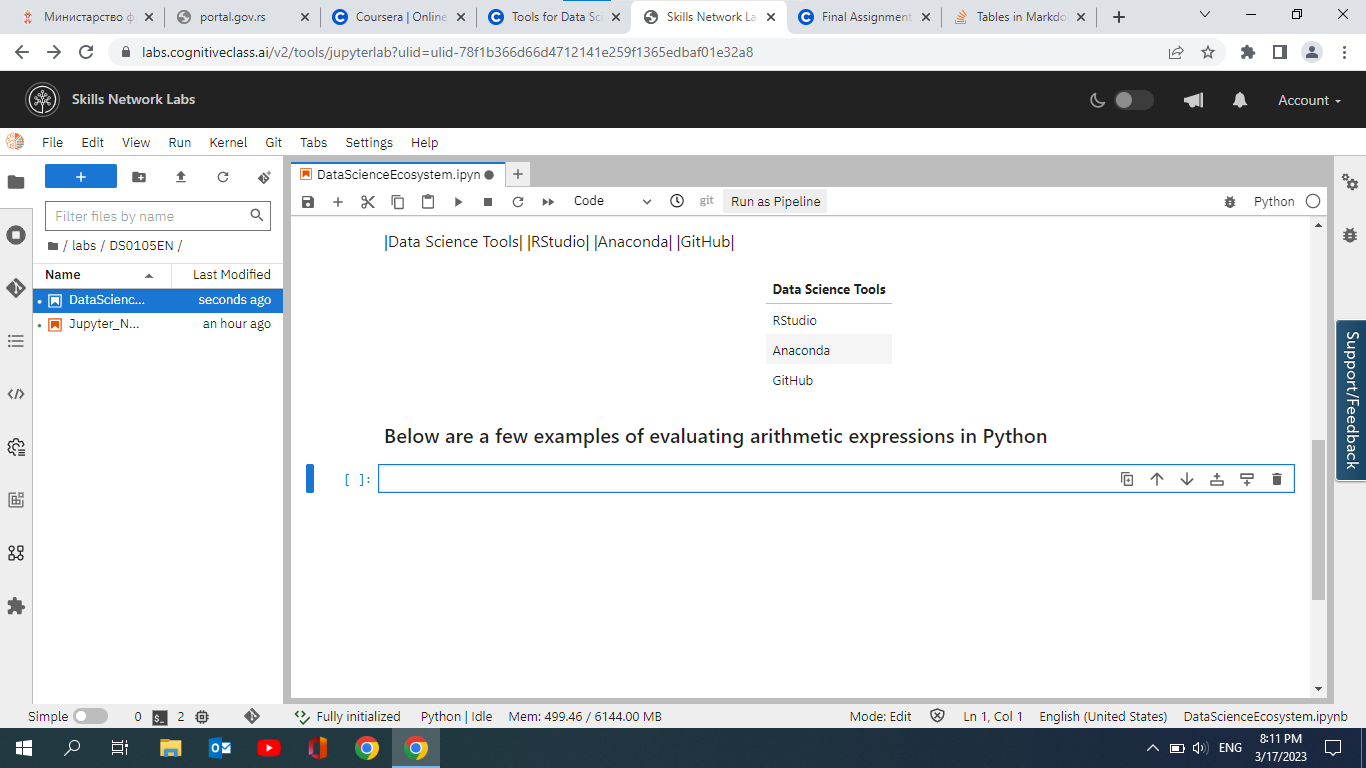 Министарство ф
portal.gov.rs
Coursera | Online
Tools for Data Sc
Skills Network La
Final Assignment
Tables in Markdo
labs.cognitiveclass.ai/v2/tools/jupyterlab?ulid=ulid-78f1b366d66d4712141e259f1365edbaf01e32a8
Skills Network Labs
Account
File Edit View Run Kernel Git Tabs Settings Help
DataScienceEcosystem.ipyn
Code
git
Run as Pipeline
Python
Filter files by name
/ labs / DS0105EN /
Name Last Modified
DataScienc... seconds ago
Jupyter_N... an hour ago
|Data Science Tools| |RStudio| |Anaconda| |GitHub|
Data Science Tools
RStudio
Anaconda
GitHub
Below are a few examples of evaluating arithmetic expressions in Python
[ ]:
Support/Feedback
Simple 0 $_ 2 Fully initialized Python | Idle Mem: 499.46 / 6144.00 MB Mode: Edit Ln 1, Col 1 English (United States) DataScienceEcosystem.ipynb
ENG
8:11 PM
3/17/2023